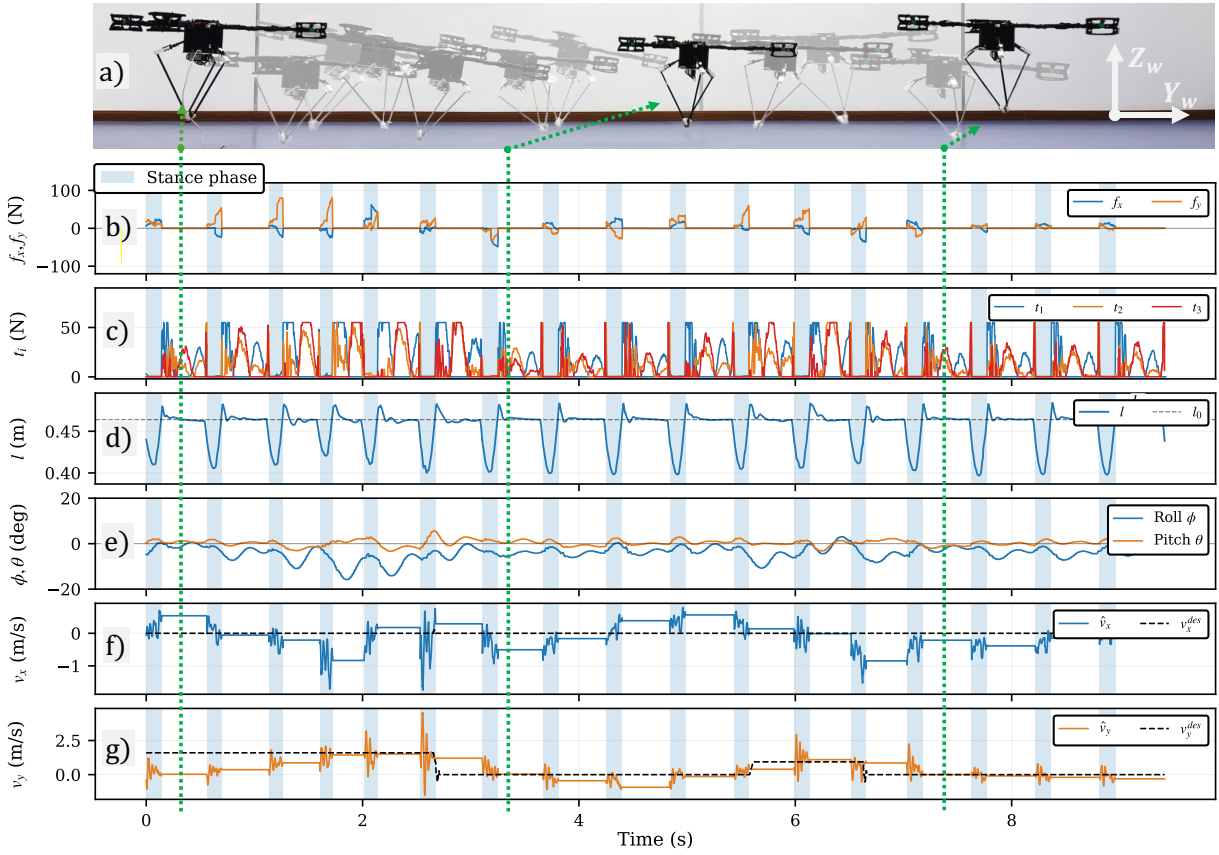 a)
Z_w
Y_w
Stance phase
f_x, f_y (N)
100
0
−100
b)
f_x f_y
t_i (N)
50
0
c)
t_1 t_2 t_3
l (m)
0.45
0.40
d)
l l_0
ϕ, θ (deg)
20
0
−20
e)
Roll ϕ
Pitch θ
v_x (m/s)
0
−1
f)
v̂_x v_x^des
v_y (m/s)
2.5
0.0
g)
v̂_y v_y^des
0 2 4 6 8
Time (s)